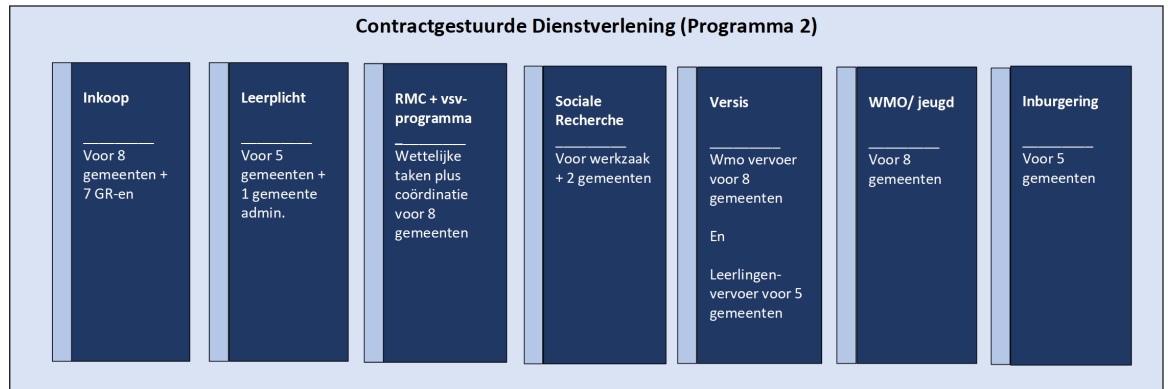 Contractgestuurde Dienstverlening (Programma 2)
Inkoop
Voor 8
gemeenten +
7 GR-en
Leerplicht
Voor 5
gemeenten +
1 gemeente
admin.
RMC + vsv-
programma
Wettelijke
taken plus
coördinatie
voor 8
gemeenten
Sociale
Recherche
Voor werkzaak
+ 2 gemeenten
Versis
Wmo vervoer
voor 8
gemeenten
En
Leerlingen-
vervoer voor 5
gemeenten
WMO/ jeugd
Voor 8
gemeenten
Inburgering
Voor 5
gemeenten